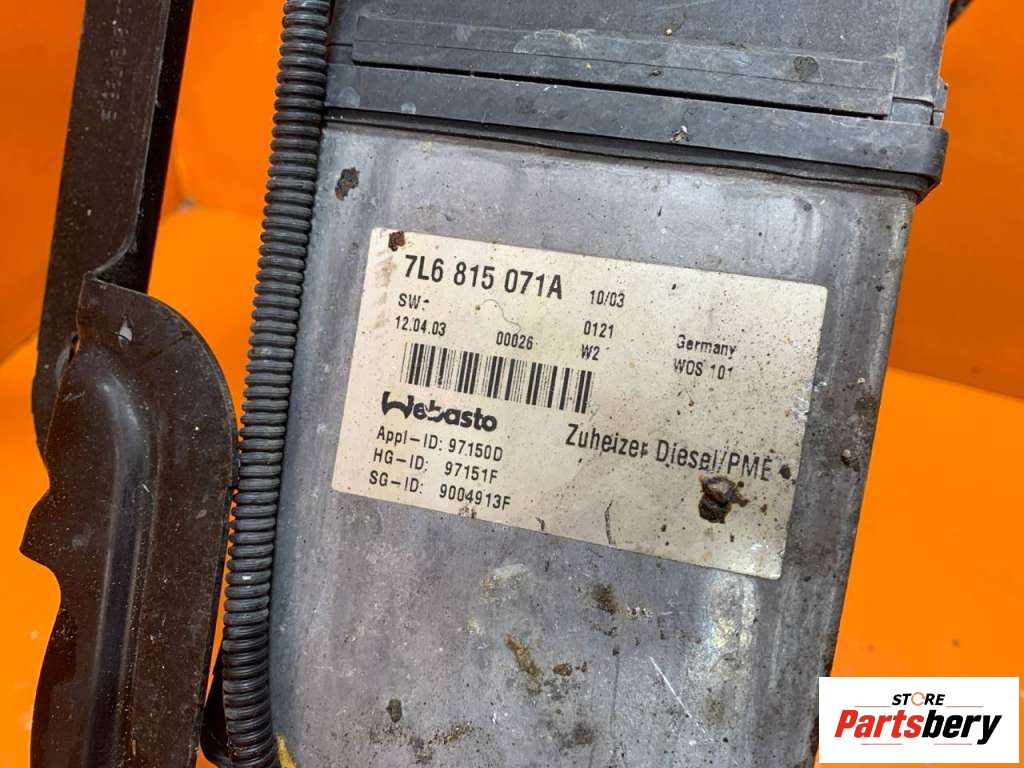 7L6 815 071A 10/03
SW:
12.04.03 00026 0121 W2 Germany WOS 101
Webasto
Appl-ID: 97150D
HG-ID: 97151F
SG-ID: 9004913F
Zuheizer Diesel/PME
STORE
Partsbery